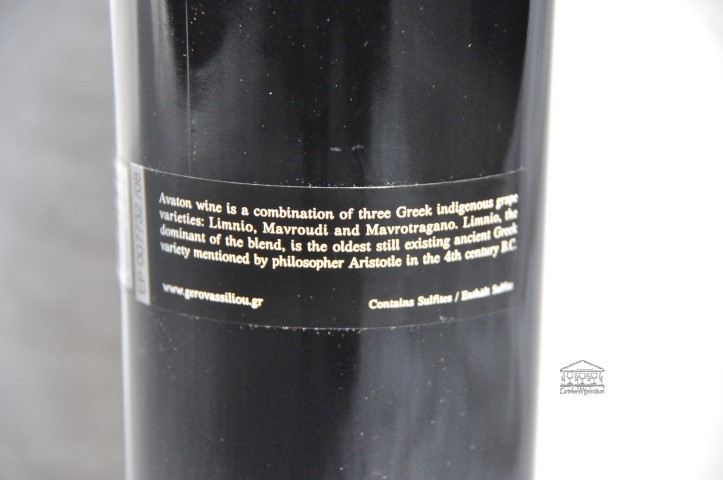 Avaton wine is a combination of three Greek indigenous grape
varieties: Limnio, Mavroudi and Mavrotragano. Limnio, the
dominant of the blend, is the oldest still existing ancient Greek
variety mentioned by philosopher Aristotle in the 4th century B.C.
www.gerovassiliou.gr
Contains Sulfites / Enthält Sulfite